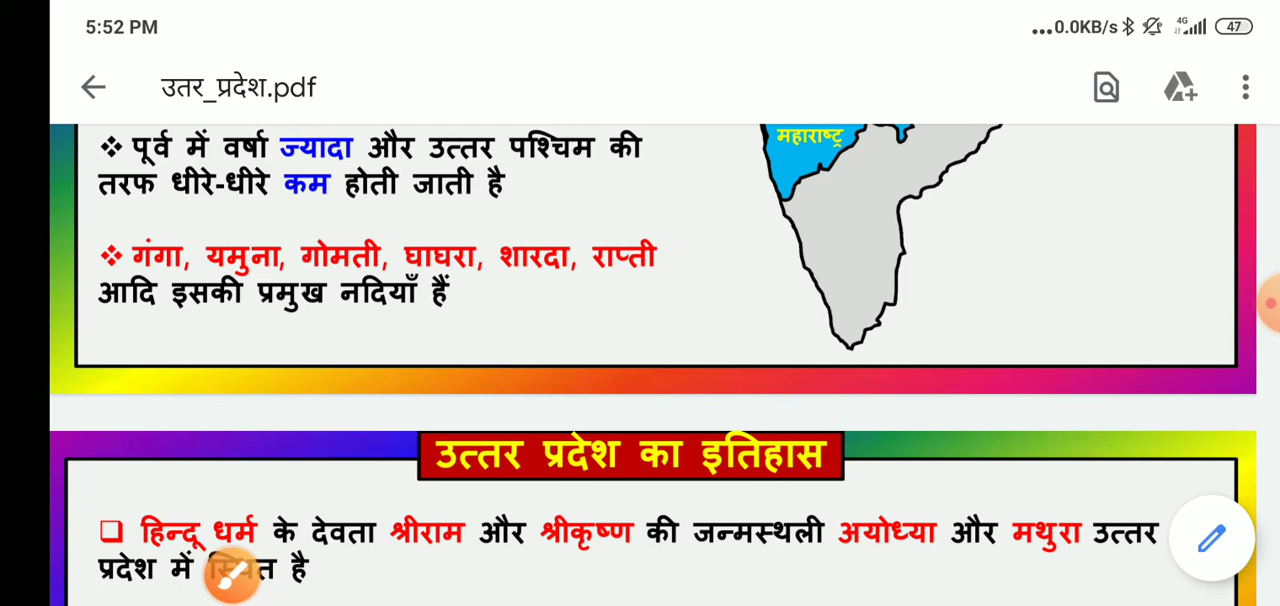 5:52 PM
...0.0KB/s 4G 47
उतर_प्रदेश.pdf
❖ पूर्व में वर्षा ज्यादा और उत्तर पश्चिम की
तरफ धीरे-धीरे कम होती जाती है
महाराष्ट्र
❖ गंगा, यमुना, गोमती, घाघरा, शारदा, राप्ती
आदि इसकी प्रमुख नदियाँ हैं
उत्तर प्रदेश का इतिहास
❑ हिन्दू धर्म के देवता श्रीराम और श्रीकृष्ण की जन्मस्थली अयोध्या और मथुरा उत्तर
प्रदेश में स्थित है